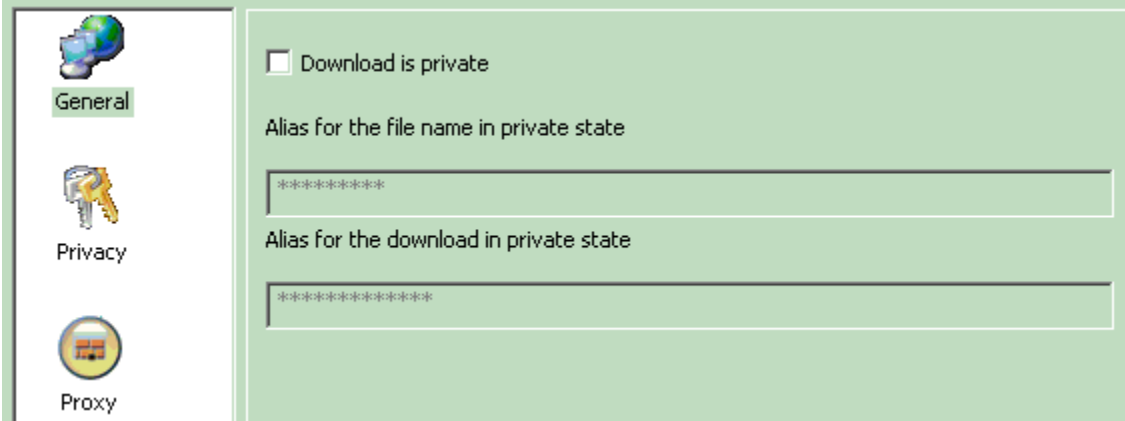 General
Privacy
Proxy
Download is private
Alias for the file name in private state
*********
Alias for the download in private state
*************